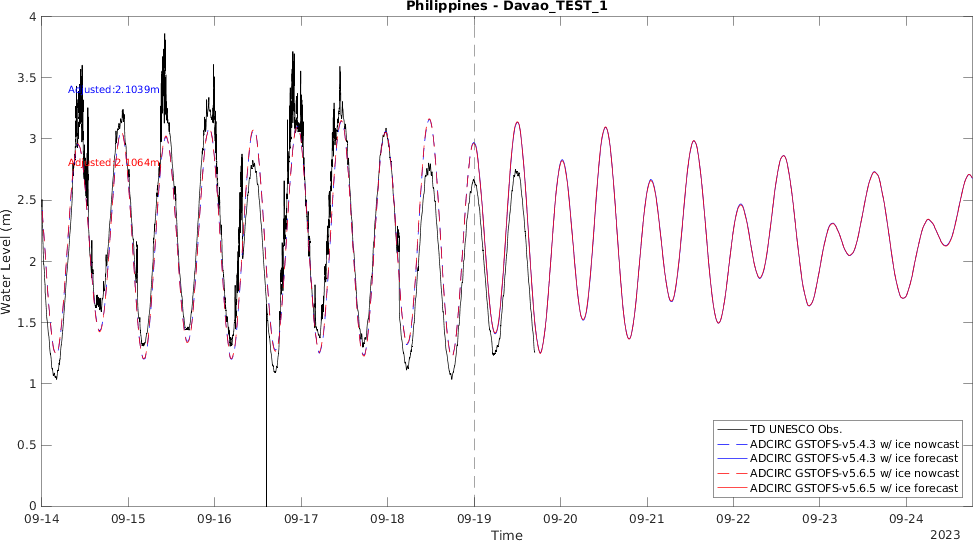 Philippines - Davao_TEST_1
4
3.5
3
2.5
2
1.5
1
0.5
0
Water Level (m)
Adjusted:2.1039m
Adjusted:2.1064m
TD UNESCO Obs.
ADCIRC GSTOFS-v5.4.3 w/ ice nowcast
ADCIRC GSTOFS-v5.4.3 w/ ice forecast
ADCIRC GSTOFS-v5.6.5 w/ ice nowcast
ADCIRC GSTOFS-v5.6.5 w/ ice forecast
09-14 09-15 09-16 09-17 09-18 09-19 09-20 09-21 09-22 09-23 09-24
Time
2023